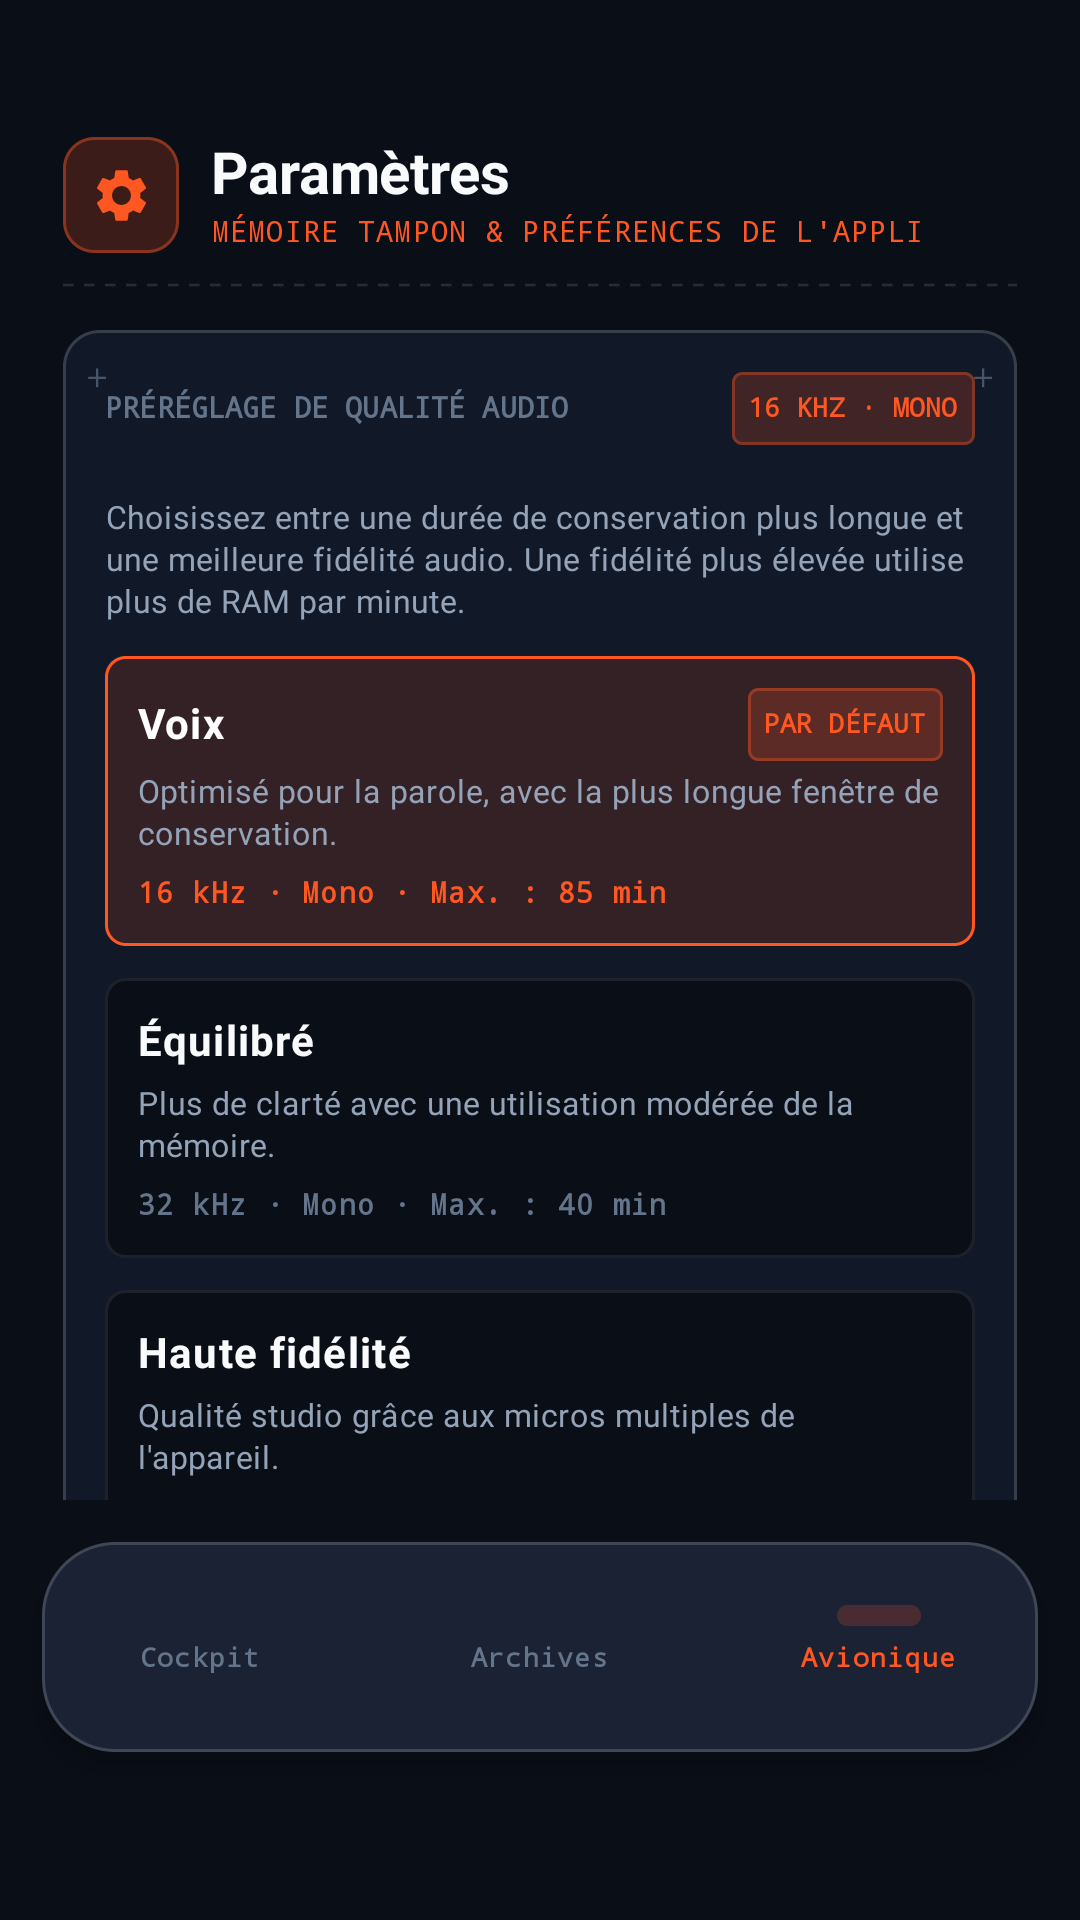 Paramètres
MÉMOIRE TAMPON & PRÉFÉRENCES DE L'APPLI
PRÉRÉGLAGE DE QUALITÉ AUDIO
16 KHZ · MONO
Choisissez entre une durée de conservation plus longue et
une meilleure fidélité audio. Une fidélité plus élevée utilise
plus de RAM par minute.
Voix
PAR DÉFAUT
Optimisé pour la parole, avec la plus longue fenêtre de
conservation.
16 kHz · Mono · Max. : 85 min
Équilibré
Plus de clarté avec une utilisation modérée de la
mémoire.
32 kHz · Mono · Max. : 40 min
Haute fidélité
Qualité studio grâce aux micros multiples de
l'appareil.
Cockpit
Archives
Avionique